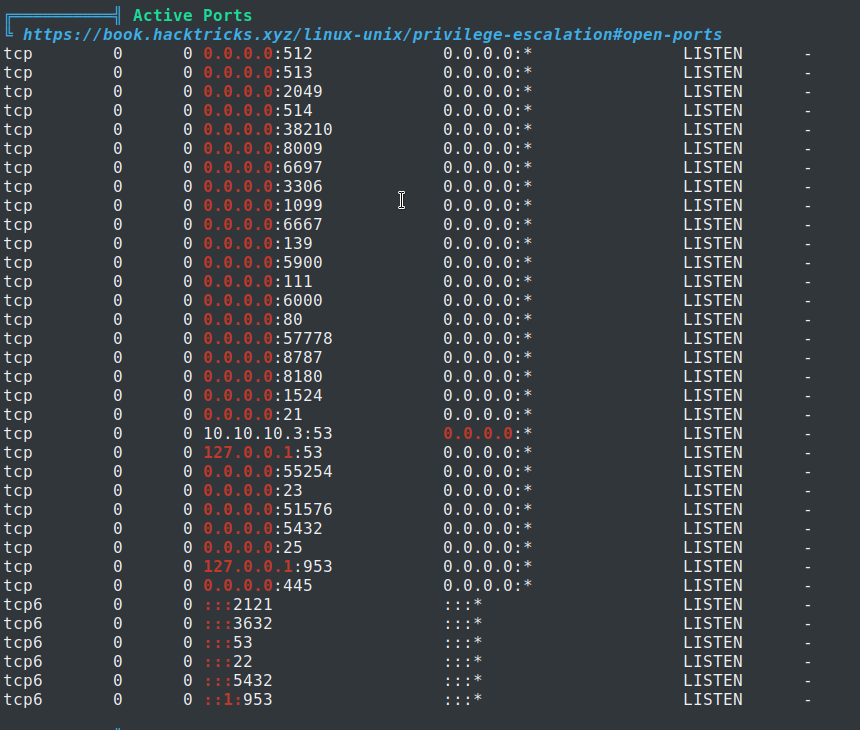 ╔══════════╣ Active Ports
╚ https://book.hacktricks.xyz/linux-unix/privilege-escalation#open-ports
tcp        0      0 0.0.0.0:512             0.0.0.0:*               LISTEN      -
tcp        0      0 0.0.0.0:513             0.0.0.0:*               LISTEN      -
tcp        0      0 0.0.0.0:2049            0.0.0.0:*               LISTEN      -
tcp        0      0 0.0.0.0:514             0.0.0.0:*               LISTEN      -
tcp        0      0 0.0.0.0:38210           0.0.0.0:*               LISTEN      -
tcp        0      0 0.0.0.0:8009            0.0.0.0:*               LISTEN      -
tcp        0      0 0.0.0.0:6697            0.0.0.0:*               LISTEN      -
tcp        0      0 0.0.0.0:3306            0.0.0.0:*               LISTEN      -
tcp        0      0 0.0.0.0:1099            0.0.0.0:*               LISTEN      -
tcp        0      0 0.0.0.0:6667            0.0.0.0:*               LISTEN      -
tcp        0      0 0.0.0.0:139             0.0.0.0:*               LISTEN      -
tcp        0      0 0.0.0.0:5900            0.0.0.0:*               LISTEN      -
tcp        0      0 0.0.0.0:111             0.0.0.0:*               LISTEN      -
tcp        0      0 0.0.0.0:6000            0.0.0.0:*               LISTEN      -
tcp        0      0 0.0.0.0:80              0.0.0.0:*               LISTEN      -
tcp        0      0 0.0.0.0:57778           0.0.0.0:*               LISTEN      -
tcp        0      0 0.0.0.0:8787            0.0.0.0:*               LISTEN      -
tcp        0      0 0.0.0.0:8180            0.0.0.0:*               LISTEN      -
tcp        0      0 0.0.0.0:1524            0.0.0.0:*               LISTEN      -
tcp        0      0 0.0.0.0:21              0.0.0.0:*               LISTEN      -
tcp        0      0 10.10.10.3:53           0.0.0.0:*               LISTEN      -
tcp        0      0 127.0.0.1:53            0.0.0.0:*               LISTEN      -
tcp        0      0 0.0.0.0:55254           0.0.0.0:*               LISTEN      -
tcp        0      0 0.0.0.0:23              0.0.0.0:*               LISTEN      -
tcp        0      0 0.0.0.0:51576           0.0.0.0:*               LISTEN      -
tcp        0      0 0.0.0.0:5432            0.0.0.0:*               LISTEN      -
tcp        0      0 0.0.0.0:25              0.0.0.0:*               LISTEN      -
tcp        0      0 127.0.0.1:953           0.0.0.0:*               LISTEN      -
tcp        0      0 0.0.0.0:445             0.0.0.0:*               LISTEN      -
tcp6       0      0 :::2121                 :::*                    LISTEN      -
tcp6       0      0 :::3632                 :::*                    LISTEN      -
tcp6       0      0 :::53                   :::*                    LISTEN      -
tcp6       0      0 :::22                   :::*                    LISTEN      -
tcp6       0      0 :::5432                 :::*                    LISTEN      -
tcp6       0      0 ::1:953                 :::*                    LISTEN      -